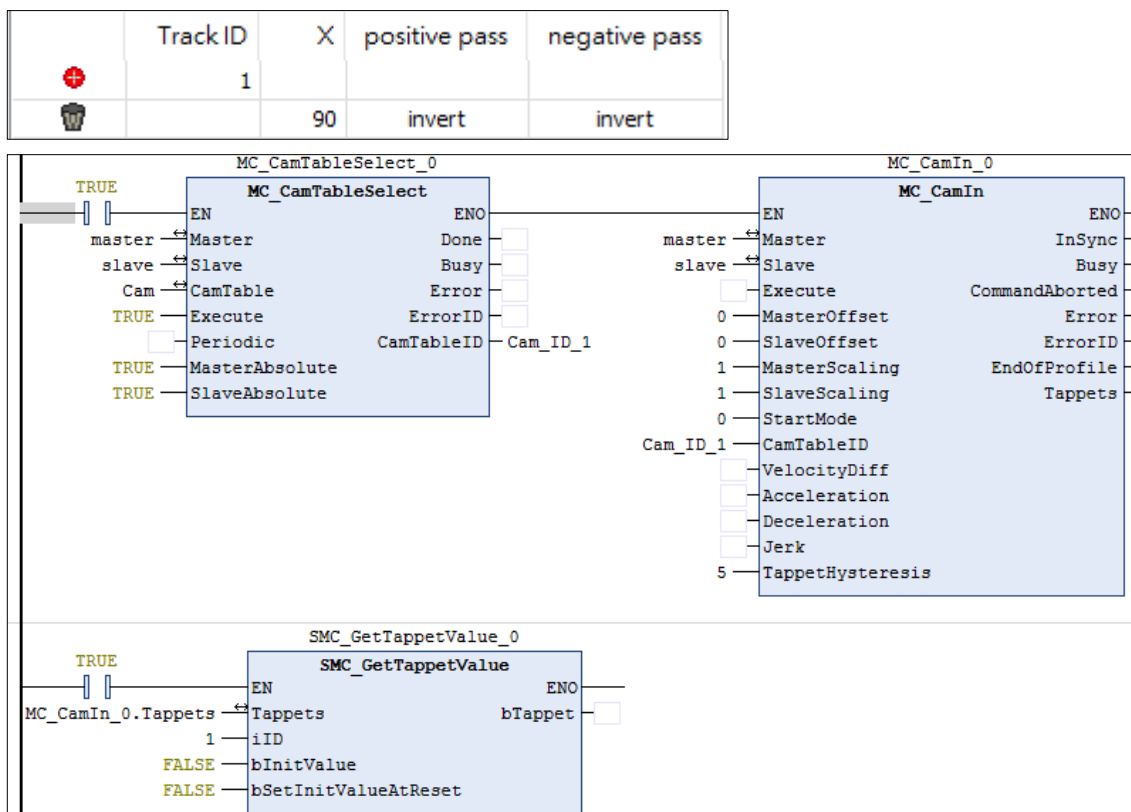 Track ID X positive pass negative pass
1
90 invert invert
MC_CamTableSelect_0 MC_CamIn_0
TRUE MC_CamTableSelect MC_CamIn
EN ENO EN ENO
master Master Done master Master InSync
slave Slave Busy slave Slave Busy
Cam CamTable Error Execute CommandAborted
TRUE Execute ErrorID 0 MasterOffset Error
Periodic CamTableID Cam_ID_1 0 SlaveOffset ErrorID
TRUE MasterAbsolute 1 MasterScaling EndOfProfile
TRUE SlaveAbsolute 1 SlaveScaling Tappets
0 StartMode
Cam_ID_1 CamTableID
VelocityDiff
Acceleration
Deceleration
Jerk
5 TappetHysteresis
SMC_GetTappetValue_0
TRUE SMC_GetTappetValue
EN ENO
MC_CamIn_0.Tappets Tappets bTappet
1 iID
FALSE bInitValue
FALSE bSetInitValueAtReset